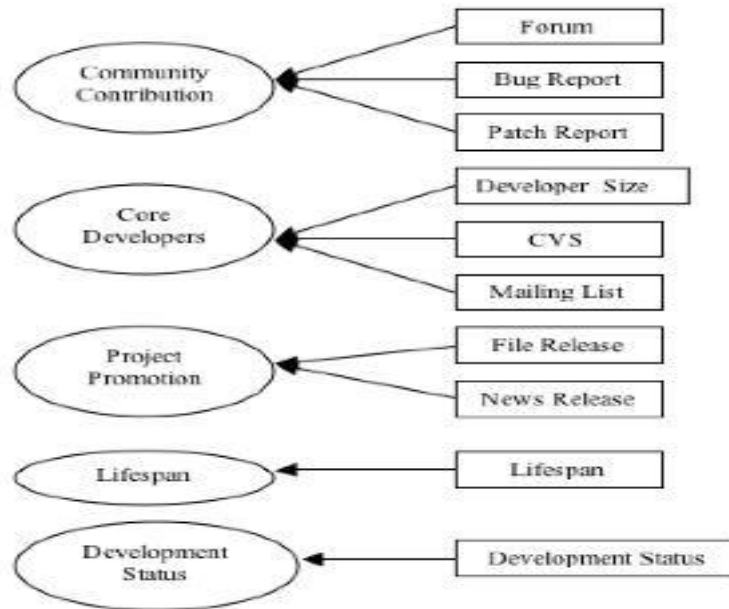 Community
Contribution
Forum
Bug Report
Patch Report
Core
Developers
Developer Size
CVS
Mailing List
Project
Promotion
File Release
News Release
Lifespan
Lifespan
Development
Status
Development Status